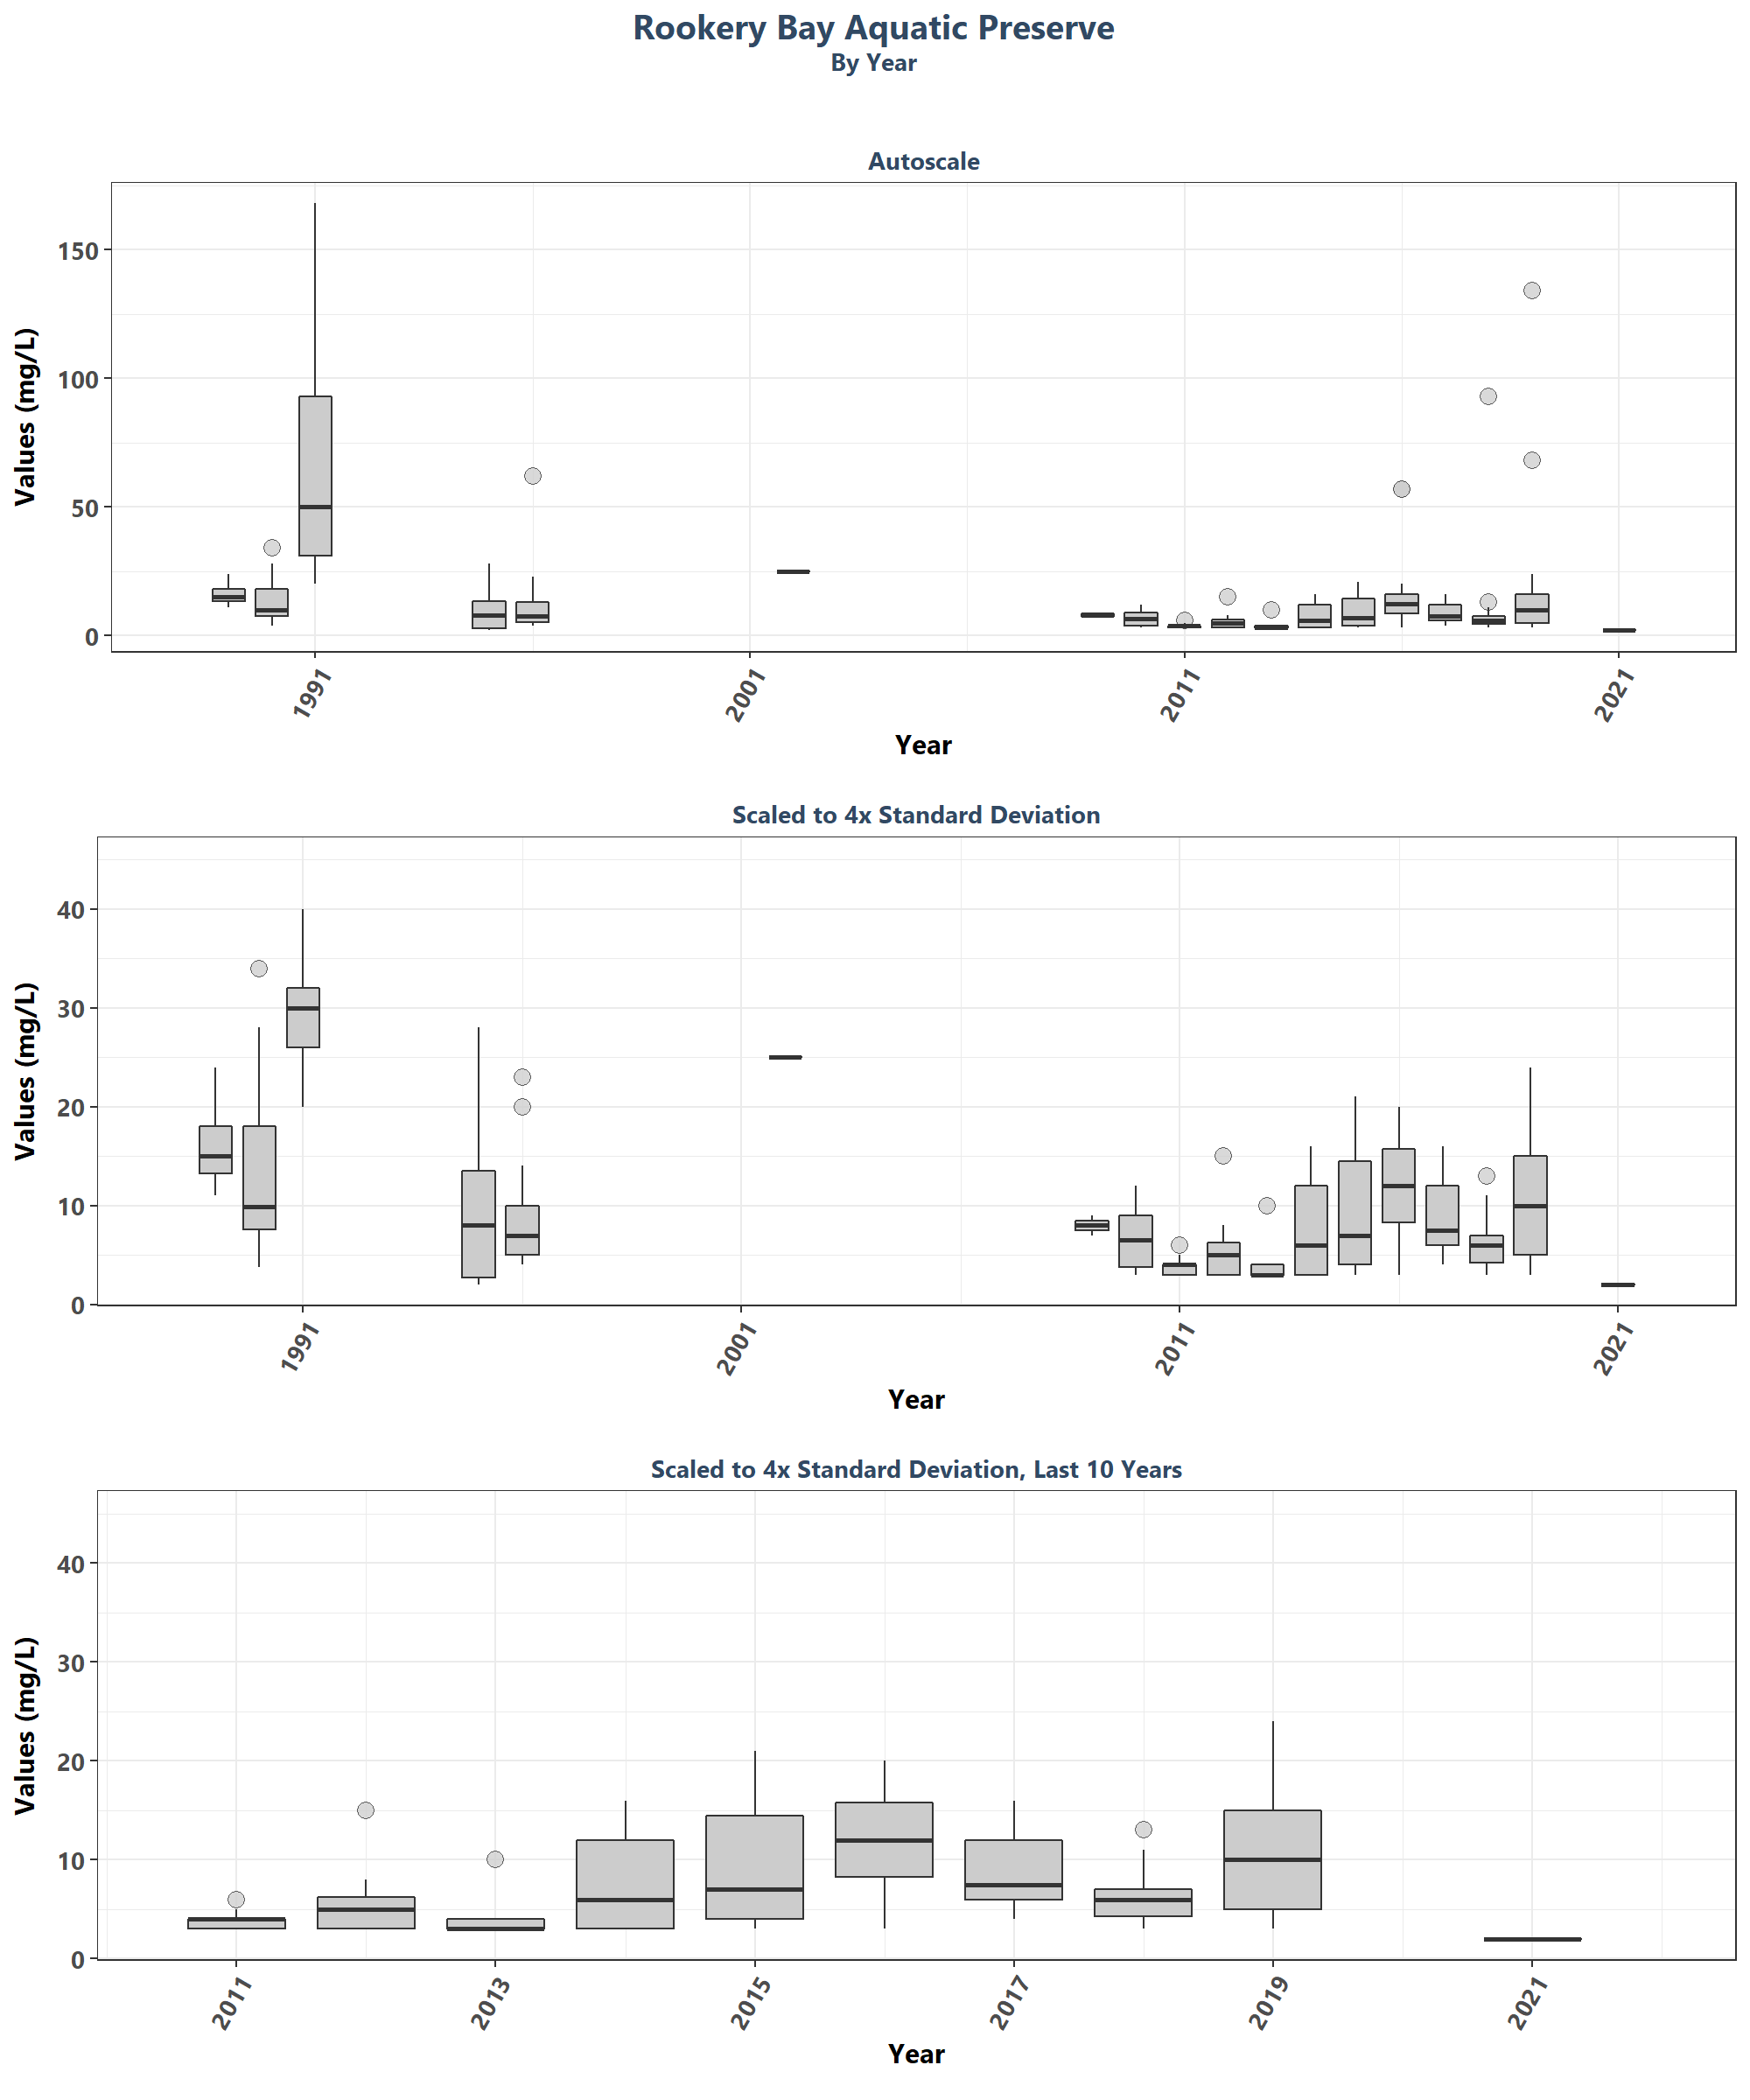 Rookery Bay Aquatic Preserve
By Year
Autoscale
Values (mg/L)
150
100
50
0
1991
2001
2011
2021
Year
Scaled to 4x Standard Deviation
Values (mg/L)
40
30
20
10
0
1991
2001
2011
2021
Year
Scaled to 4x Standard Deviation, Last 10 Years
Values (mg/L)
40
30
20
10
0
2011
2013
2015
2017
2019
2021
Year